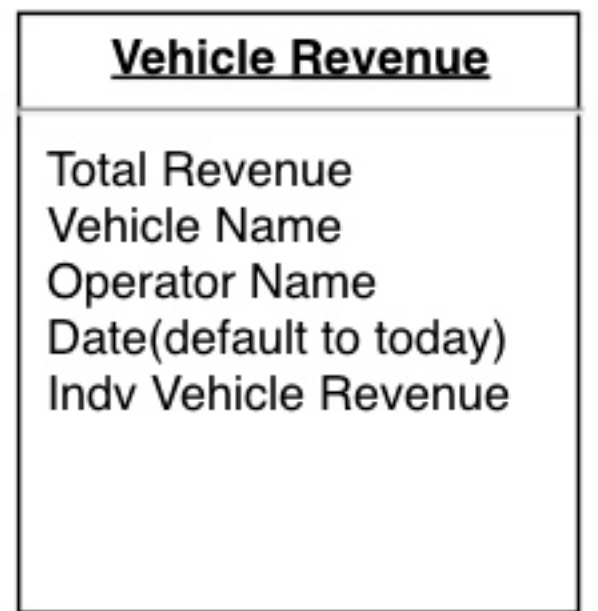 Vehicle Revenue
Total Revenue
Vehicle Name
Operator Name
Date(default to today)
Indv Vehicle Revenue